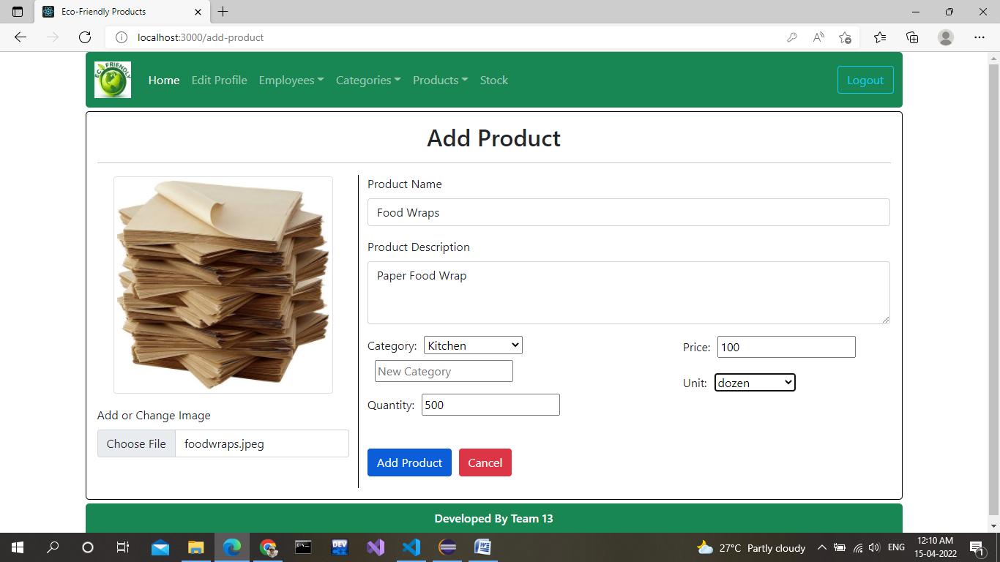 Eco-Friendly Products
localhost:3000/add-product
ECO FRIENDLY
Home Edit Profile Employees Categories Products Stock Logout
Add Product
Product Name
Food Wraps
Product Description
Paper Food Wrap
Category: Kitchen Price: 100
New Category
Unit: dozen
Quantity: 500
Add or Change Image
Choose File foodwraps.jpeg
Add Product Cancel
Developed By Team 13
DEV
27°C Partly cloudy ENG 12:10 AM
15-04-2022
1